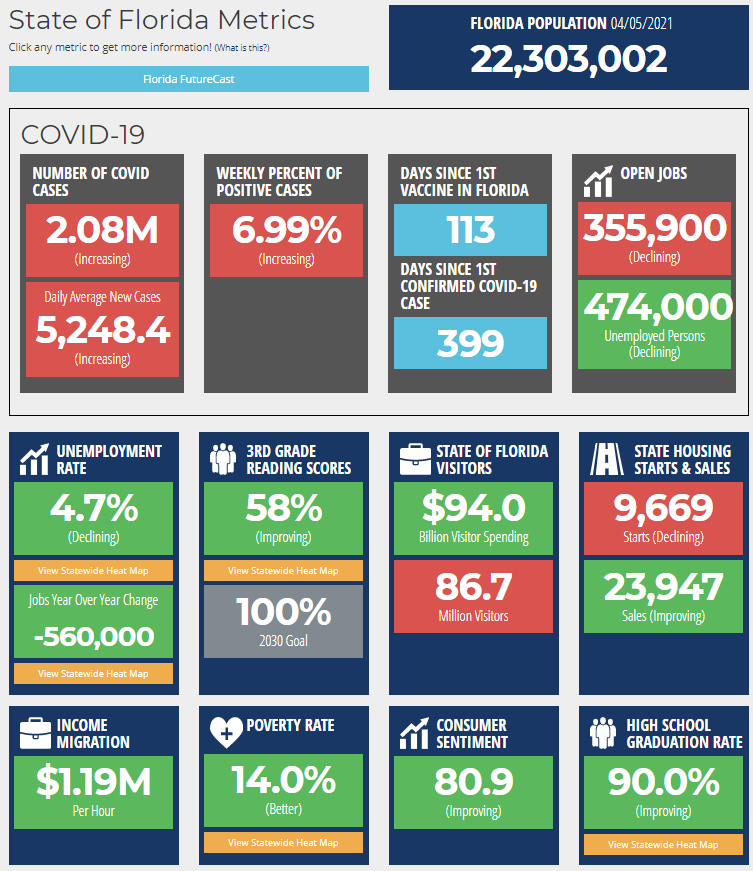 State of Florida Metrics
Click any metric to get more information! (What is this?)
Florida FutureCast
FLORIDA POPULATION 04/05/2021
22,303,002
COVID-19
NUMBER OF COVID
CASES
2.08M
(Increasing)
Daily Average New Cases
5,248.4
(Increasing)
WEEKLY PERCENT OF
POSITIVE CASES
6.99%
(Increasing)
DAYS SINCE 1ST
VACCINE IN FLORIDA
113
DAYS SINCE 1ST
CONFIRMED COVID-19
CASE
399
OPEN JOBS
355,900
(Declining)
474,000
Unemployed Persons
(Declining)
UNEMPLOYMENT
RATE
4.7%
(Declining)
View Statewide Heat Map
Jobs Year Over Year Change
-560,000
View Statewide Heat Map
3RD GRADE
READING SCORES
58%
(Improving)
View Statewide Heat Map
100%
2030 Goal
STATE OF FLORIDA
VISITORS
$94.0
Billion Visitor Spending
86.7
Million Visitors
STATE HOUSING
STARTS & SALES
9,669
Starts (Declining)
23,947
Sales (Improving)
INCOME
MIGRATION
$1.19M
Per Hour
POVERTY RATE
14.0%
(Better)
View Statewide Heat Map
CONSUMER
SENTIMENT
80.9
(Improving)
HIGH SCHOOL
GRADUATION RATE
90.0%
(Improving)
View Statewide Heat Map